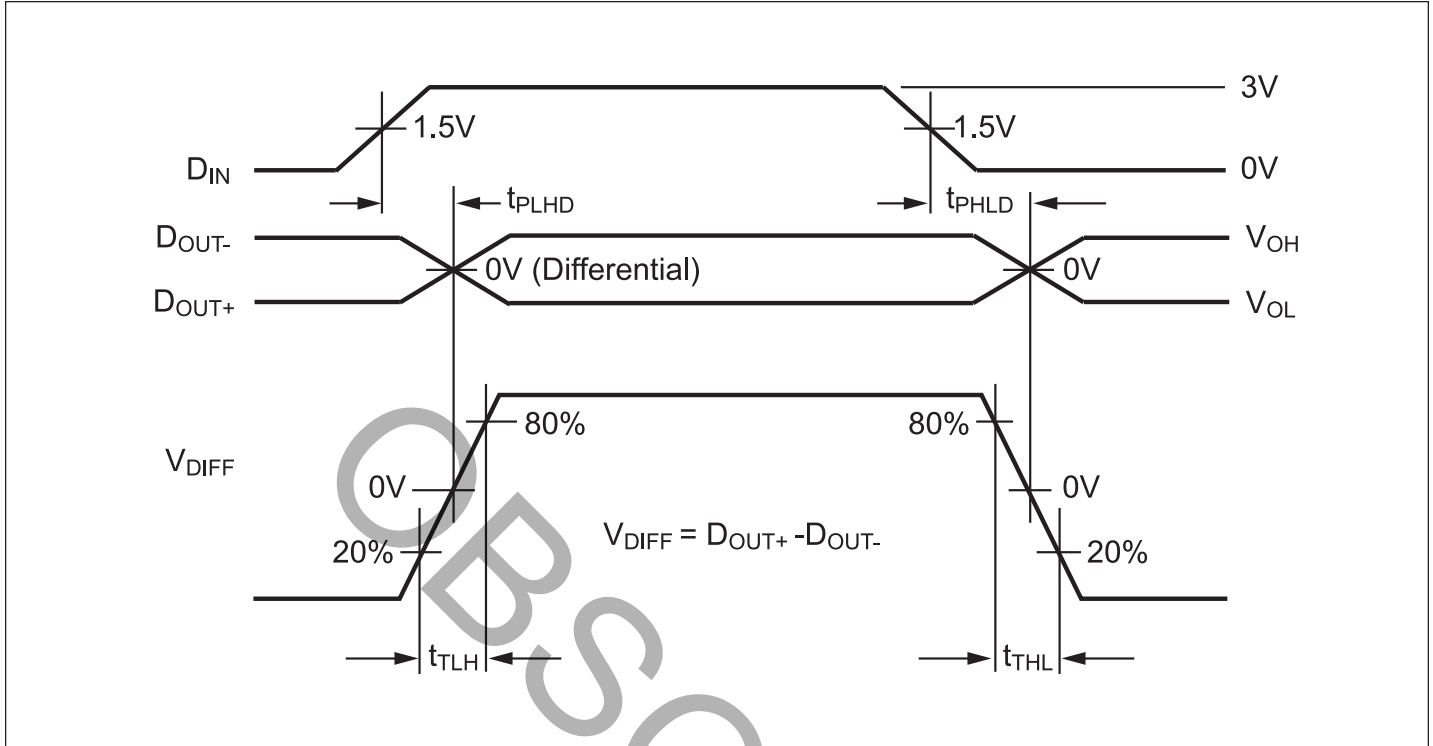 3V
1.5V
1.5V
DIN
0V
tPLHD
tPHLD
DOUT-
VOH
0V (Differential)
0V
DOUT+
VOL
80%
80%
VDIFF
0V
0V
VDIFF = DOUT+ -DOUT-
20%
20%
tTLH
tTHL